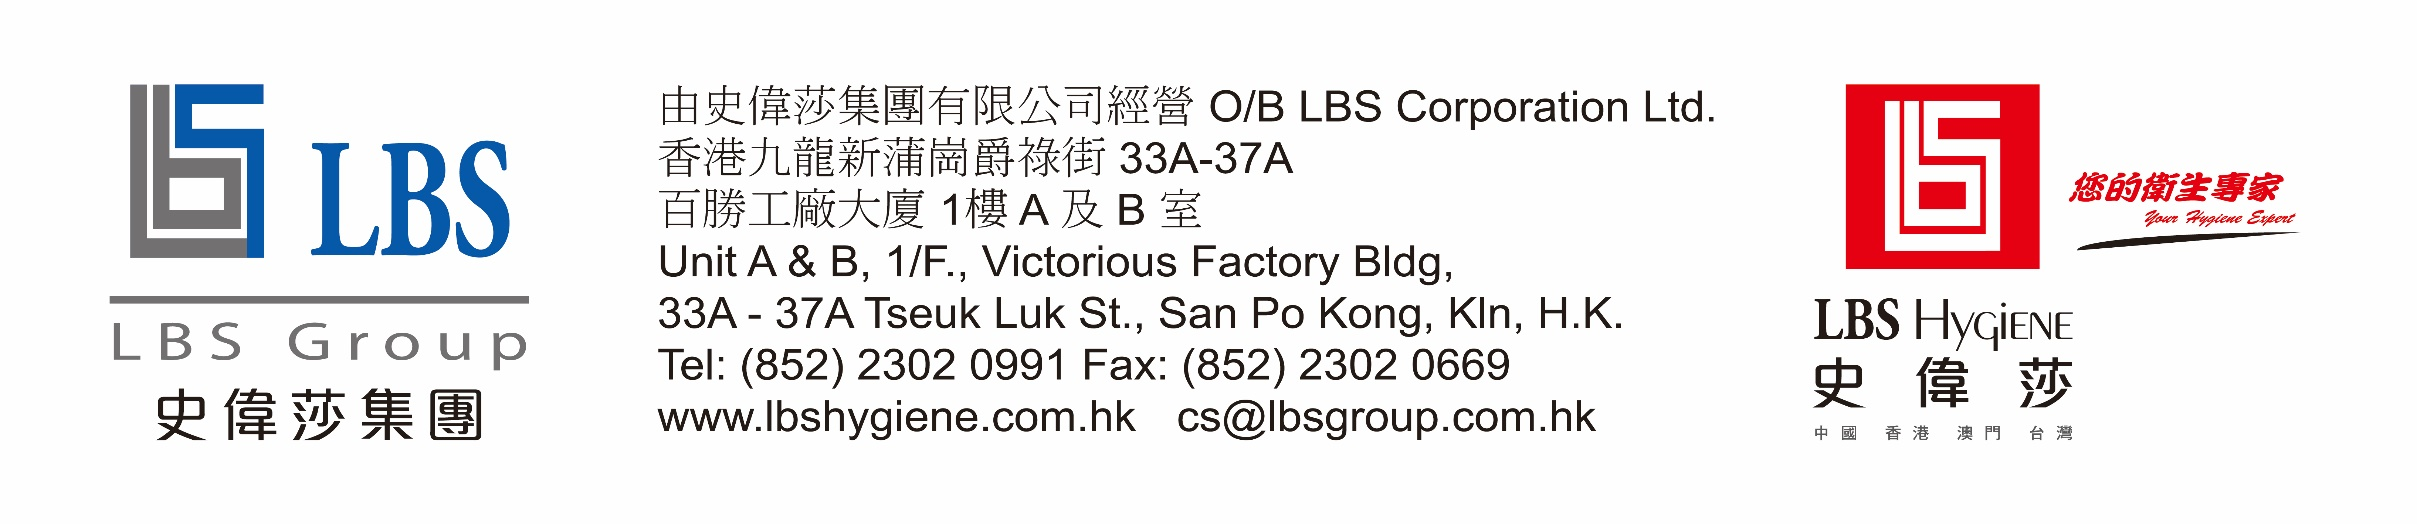 LBS
LBS Group
史偉莎集團
由史偉莎集團有限公司經營 O/B LBS Corporation Ltd.
香港九龍新蒲崗爵祿街 33A-37A
百勝工廠大廈 1樓 A 及 B 室
Unit A & B, 1/F., Victorious Factory Bldg,
33A - 37A Tseuk Luk St., San Po Kong, Kln, H.K.
Tel: (852) 2302 0991 Fax: (852) 2302 0669
www.lbshygiene.com.hk cs@lbsgroup.com.hk
您的衛生專家
Your Hygiene Expert
LBS HYGIENE
史偉莎
中國 香港 澳門 台灣